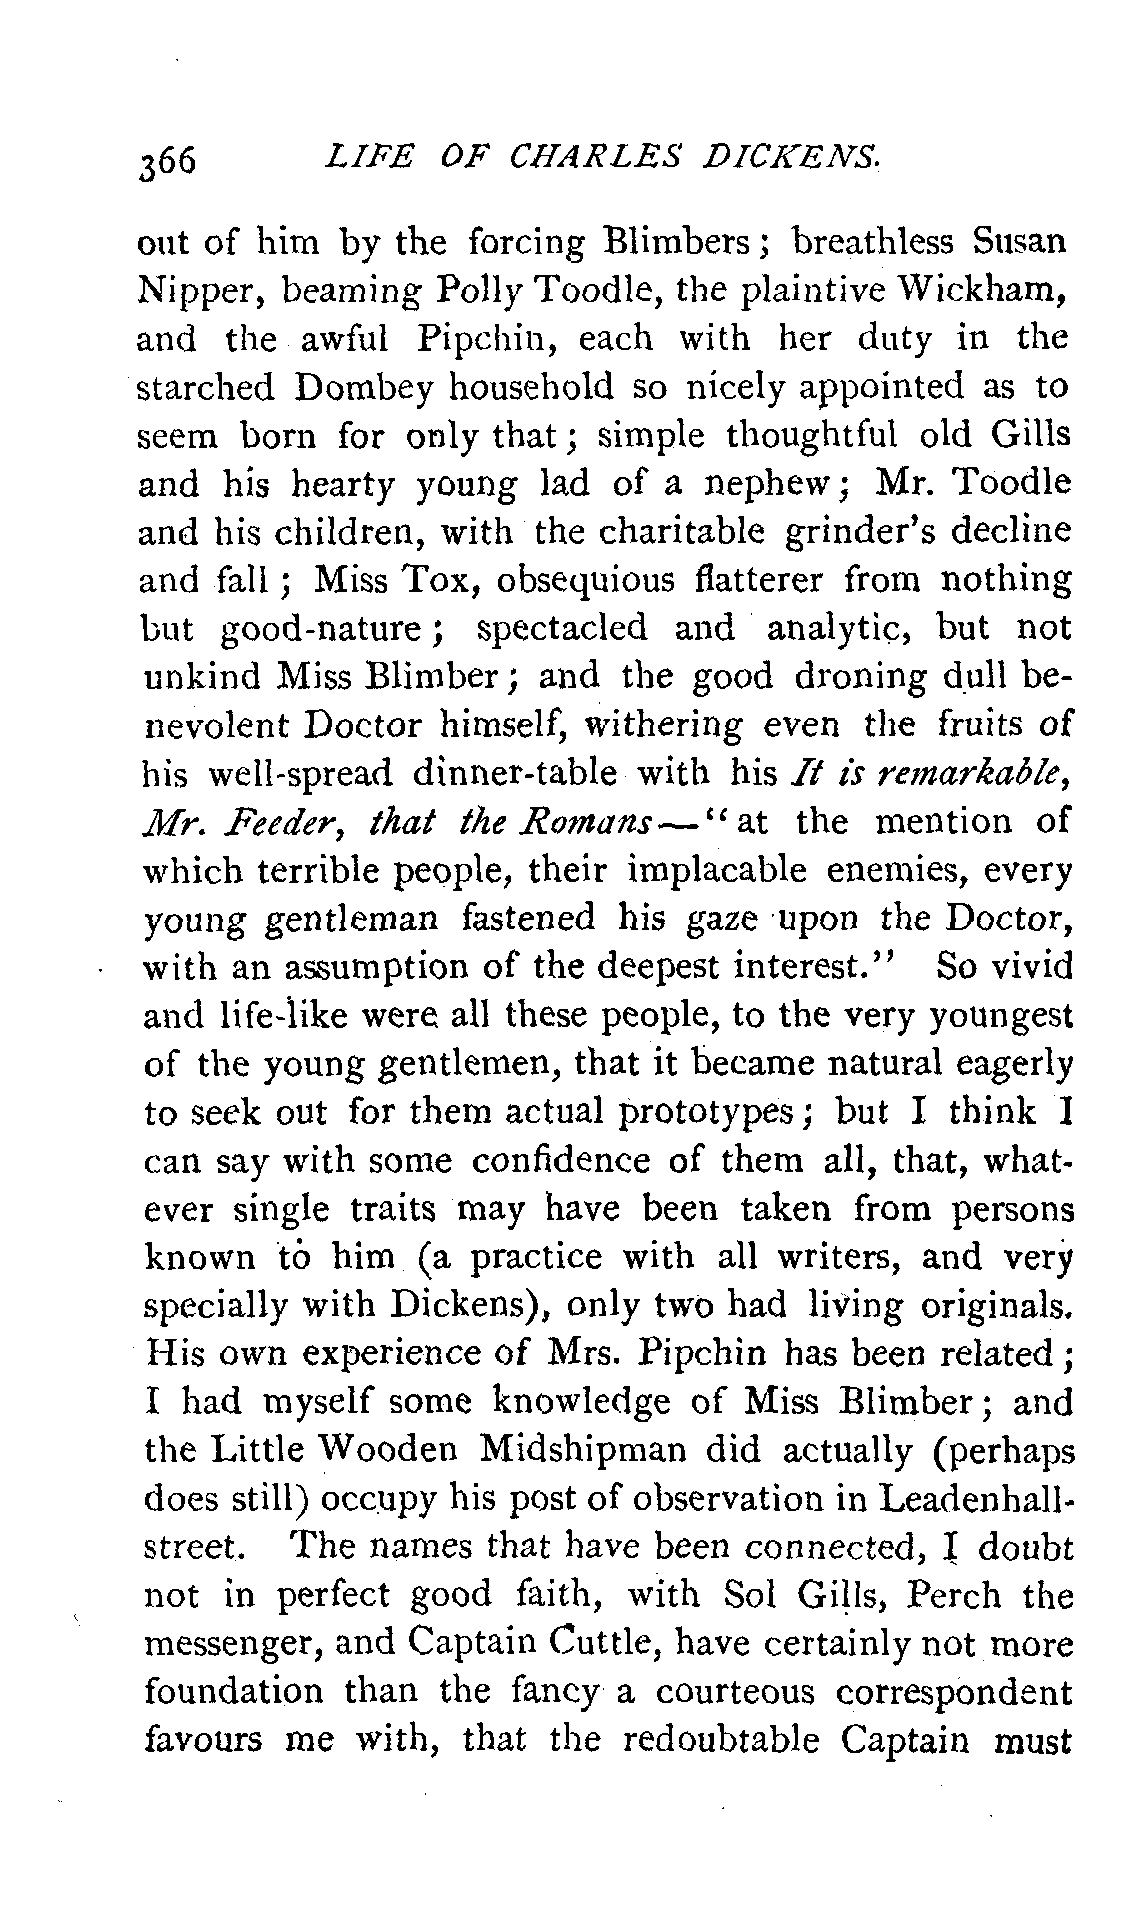 366 LIFE OF CHARLES DICKENS.
out of him by the forcing Blimbers; breathless Susan
Nipper, beaming Polly Toodle, the plaintive Wickham,
and the awful Pipchin, each with her duty in the
starched Dombey household so nicely appointed as to
seem born for only that; simple thoughtful old Gills
and his hearty young lad of a nephew; Mr. Toodle
and his children, with the charitable grinder's decline
and fall; Miss Tox, obsequious flatterer from nothing
but good-nature; spectacled and analytic, but not
unkind Miss Blimber; and the good droning dull be-
nevolent Doctor himself, withering even the fruits of
his well-spread dinner-table with his It is remarkable,
Mr. Feeder, that the Romans—"at the mention of
which terrible people, their implacable enemies, every
young gentleman fastened his gaze upon the Doctor,
with an assumption of the deepest interest." So vivid
and life-like were all these people, to the very youngest
of the young gentlemen, that it became natural eagerly
to seek out for them actual prototypes; but I think I
can say with some confidence of them all, that, what-
ever single traits may have been taken from persons
known to him (a practice with all writers, and very
specially with Dickens), only two had living originals.
His own experience of Mrs. Pipchin has been related;
I had myself some knowledge of Miss Blimber; and
the Little Wooden Midshipman did actually (perhaps
does still) occupy his post of observation in Leadenhall-
street. The names that have been connected, I doubt
not in perfect good faith, with Sol Gills, Perch the
messenger, and Captain Cuttle, have certainly not more
foundation than the fancy a courteous correspondent
favours me with, that the redoubtable Captain must